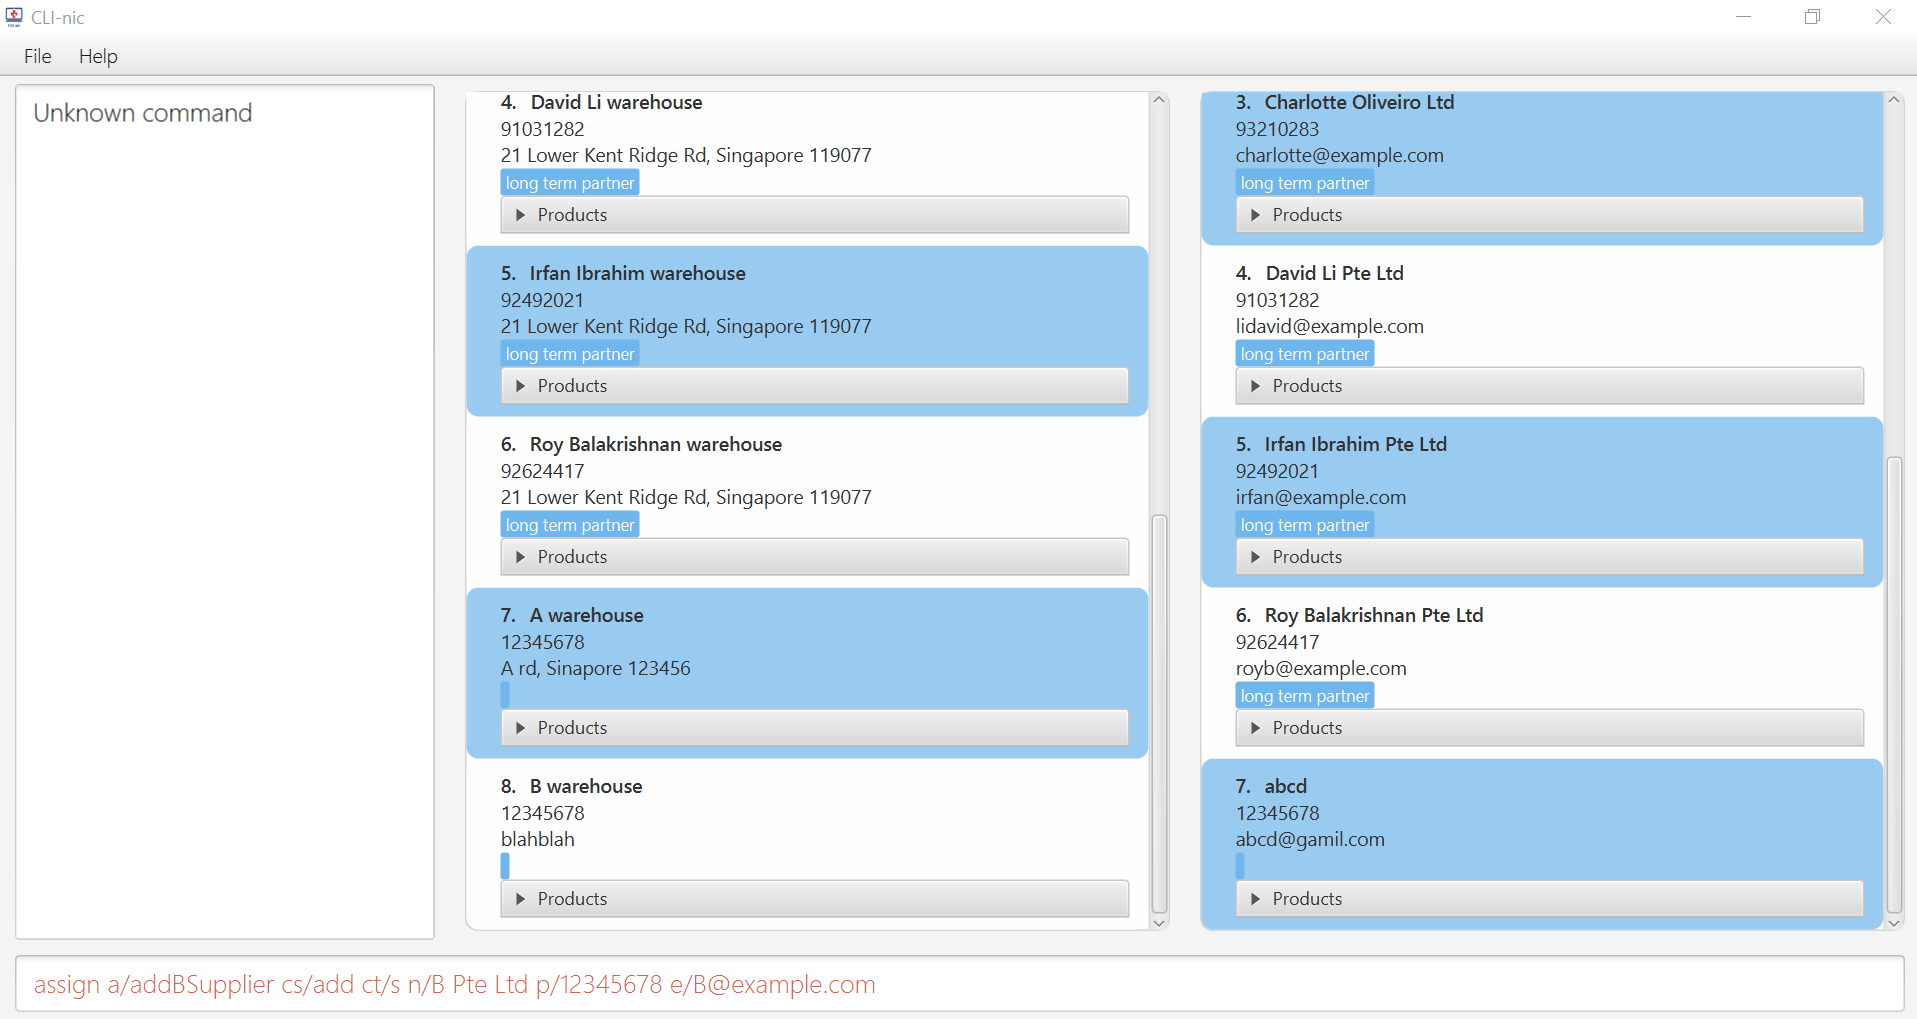 CLI-nic
File Help
Unknown command
4. David Li warehouse
91031282
21 Lower Kent Ridge Rd, Singapore 119077
long term partner
Products
5. Irfan Ibrahim warehouse
92492021
21 Lower Kent Ridge Rd, Singapore 119077
long term partner
Products
6. Roy Balakrishnan warehouse
92624417
21 Lower Kent Ridge Rd, Singapore 119077
long term partner
Products
7. A warehouse
12345678
A rd, Sinapore 123456
Products
8. B warehouse
12345678
blahblah
Products
3. Charlotte Oliveiro Ltd
93210283
charlotte@example.com
long term partner
Products
4. David Li Pte Ltd
91031282
lidavid@example.com
long term partner
Products
5. Irfan Ibrahim Pte Ltd
92492021
irfan@example.com
long term partner
Products
6. Roy Balakrishnan Pte Ltd
92624417
royb@example.com
long term partner
Products
7. abcd
12345678
abcd@gamil.com
Products
assign a/addBSupplier cs/add ct/s n/B Pte Ltd p/12345678 e/B@example.com